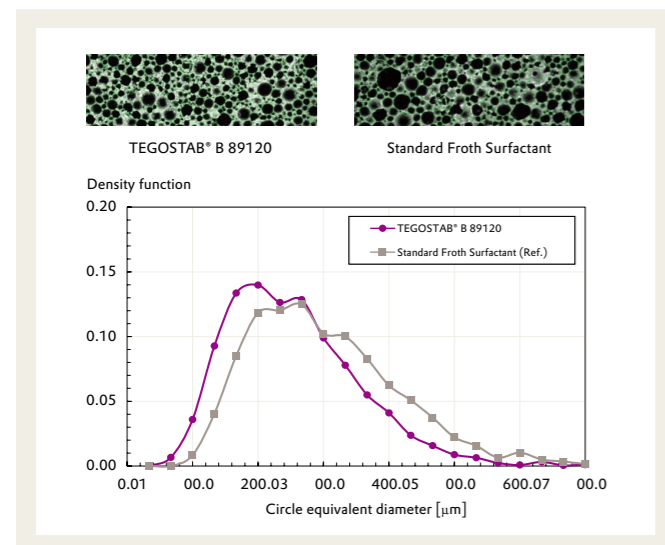 TEGOSTAB® B 89120
Standard Froth Surfactant
Density function
0.20
TEGOSTAB® B 89120
Standard Froth Surfactant (Ref.)
0.15
0.10
0.05
0.00
0.01 00.0 200.03 00.0 400.05 00.0 600.07 00.0
Circle equivalent diameter [µm]